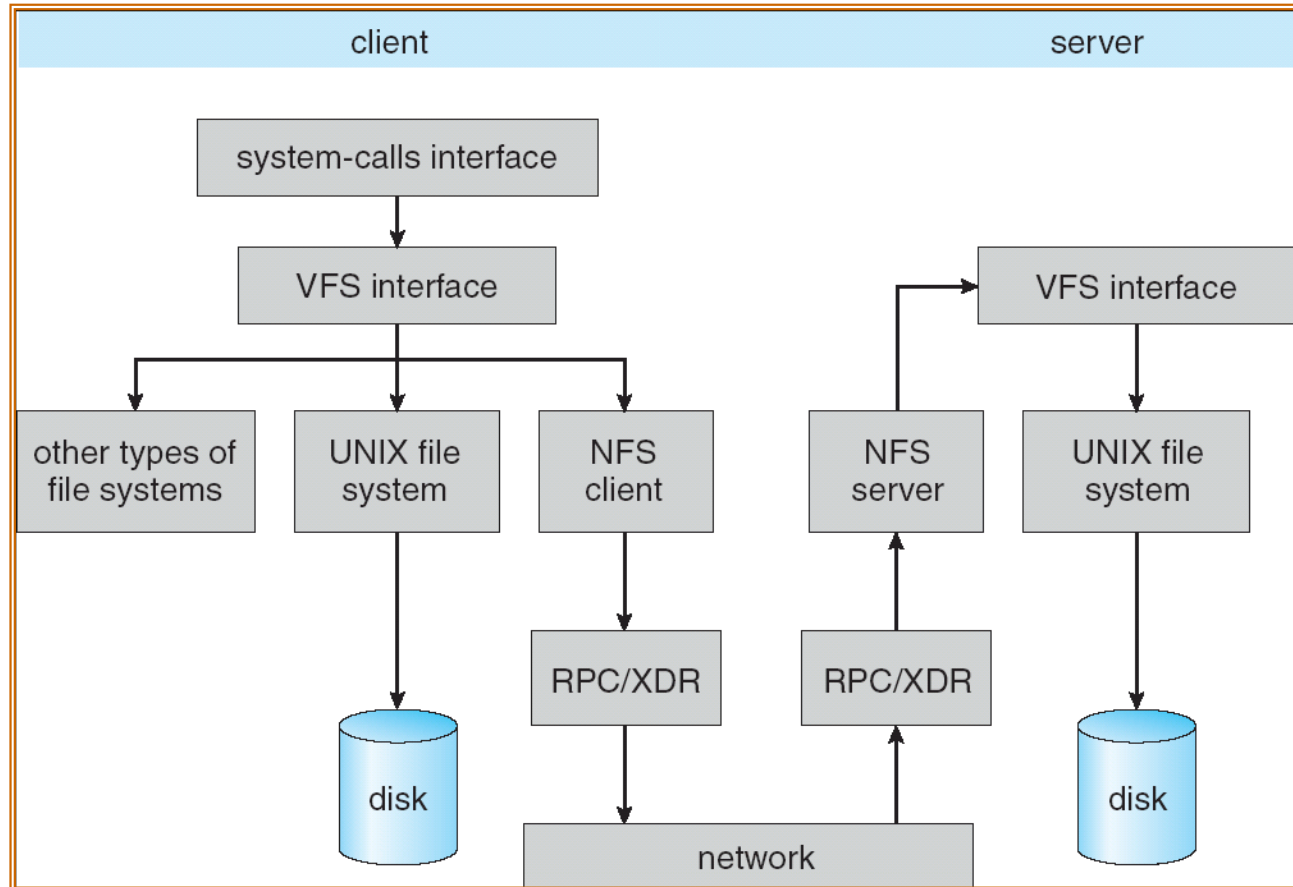 client
server
system-calls interface
VFS interface
VFS interface
other types of
file systems
UNIX file
system
NFS
client
NFS
server
UNIX file
system
RPC/XDR
RPC/XDR
disk
disk
network